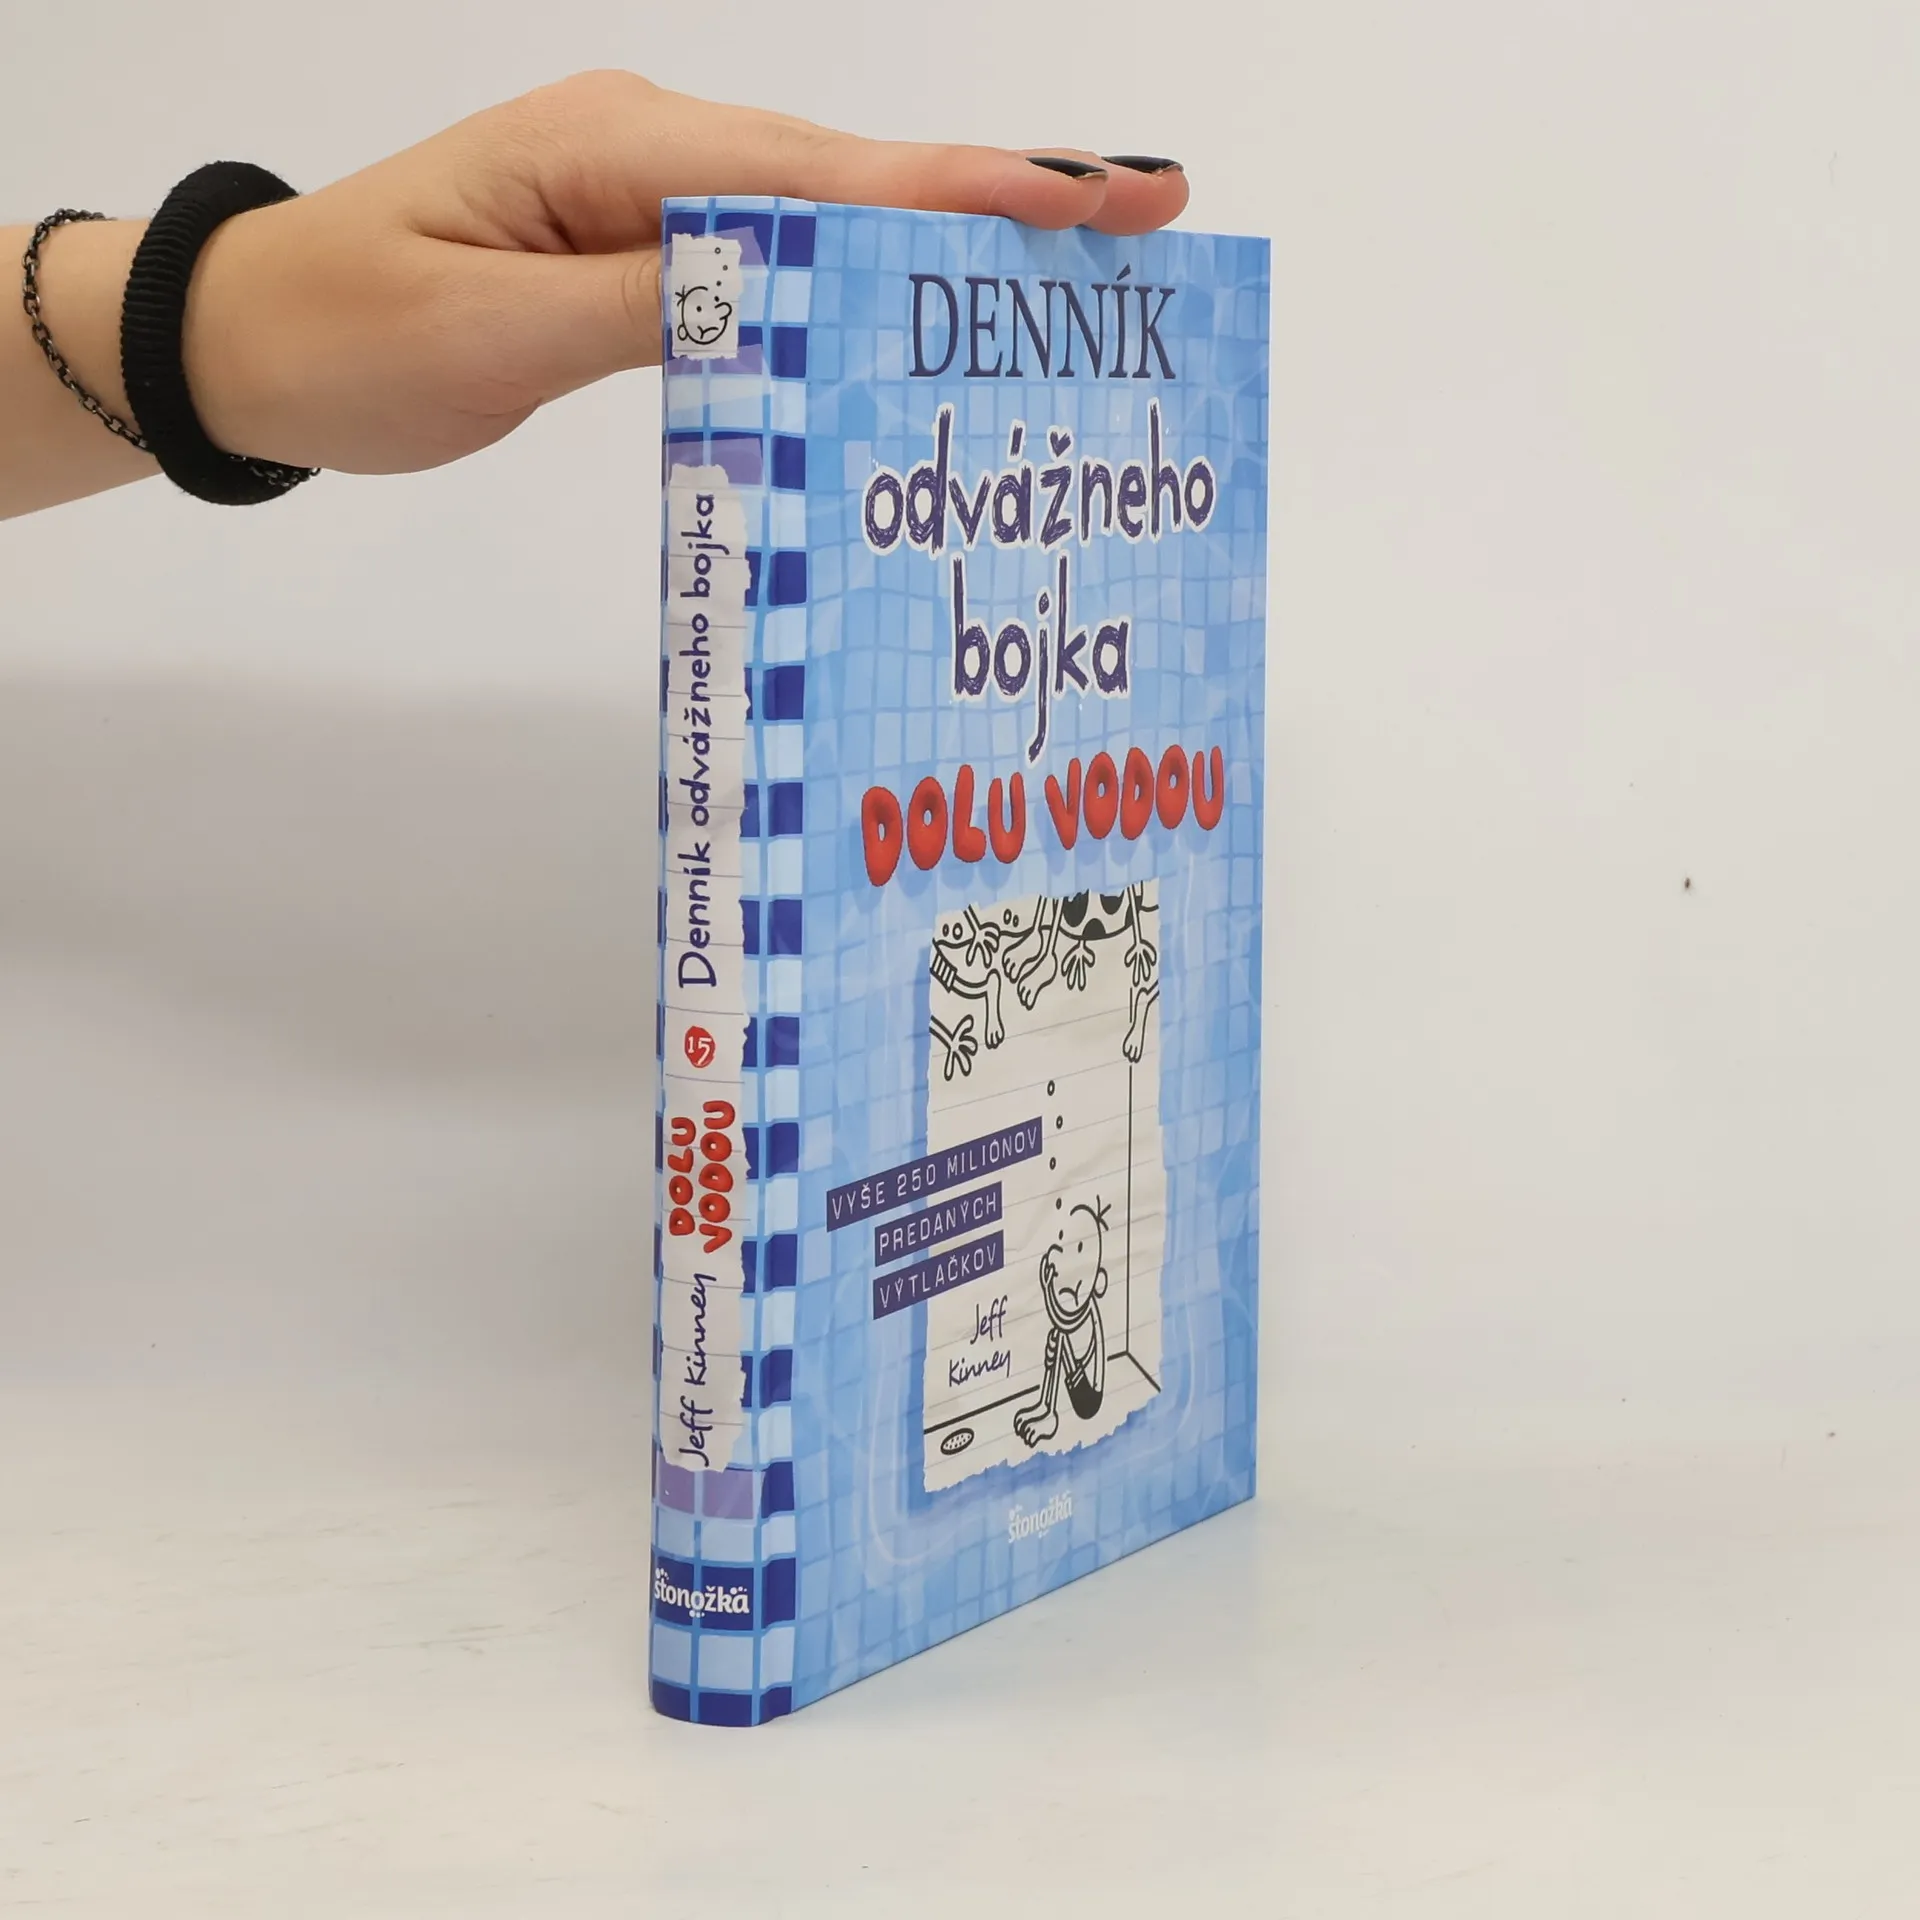 DENNÍK
odvážneho
bojka
DOLU VODOU
VYŠE 250 MILIÓNOV
PREDANÝCH
VÝTLAČKOV
Jeff
Kinney
stonožka
Jeff Kinney DOLU VODOU 15 Denník odvážneho bojka
stonožka